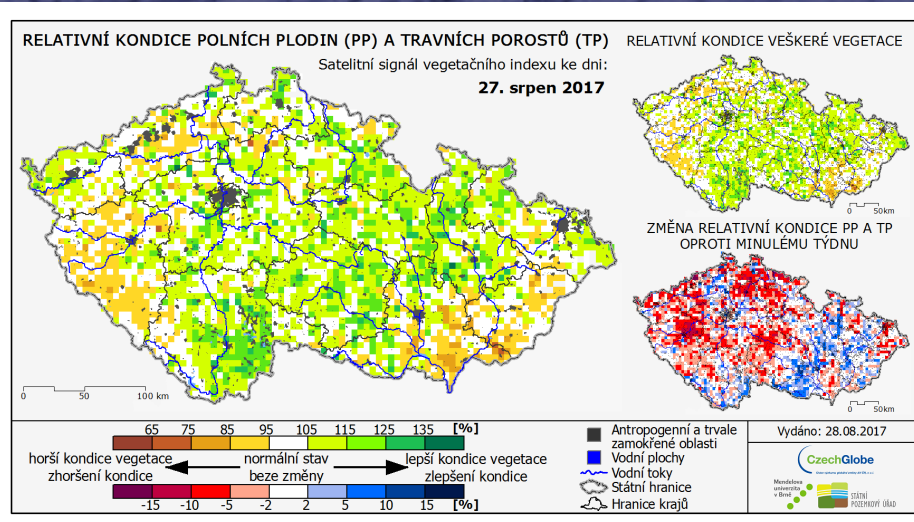 RELATIVNÍ KONDICE POLNÍCH PLODIN (PP) A TRAVNÍCH POROSTŮ (TP)
Satelitní signál vegetačního indexu ke dni:
27. srpen 2017
0 50 100 km
RELATIVNÍ KONDICE VEŠKERÉ VEGETACE
0 50km
ZMĚNA RELATIVNÍ KONDICE PP A TP
OPROTI MINULÉMU TÝDNU
0 50km
65 75 85 95 105 115 125 135 [%]
horší kondice vegetace normální stav lepší kondice vegetace
zhoršení kondice beze změny zlepšení kondice
-15 -10 -5 -2 2 5 10 15 [%]
Antropogenní a trvale
zamokřené oblasti
Vodní plochy
Vodní toky
Státní hranice
Hranice krajů
Vydáno: 28.08.2017
CzechGlobe
Mendelova
univerzita
v Brně
STÁTNÍ
POZEMKOVÝ ÚŘAD